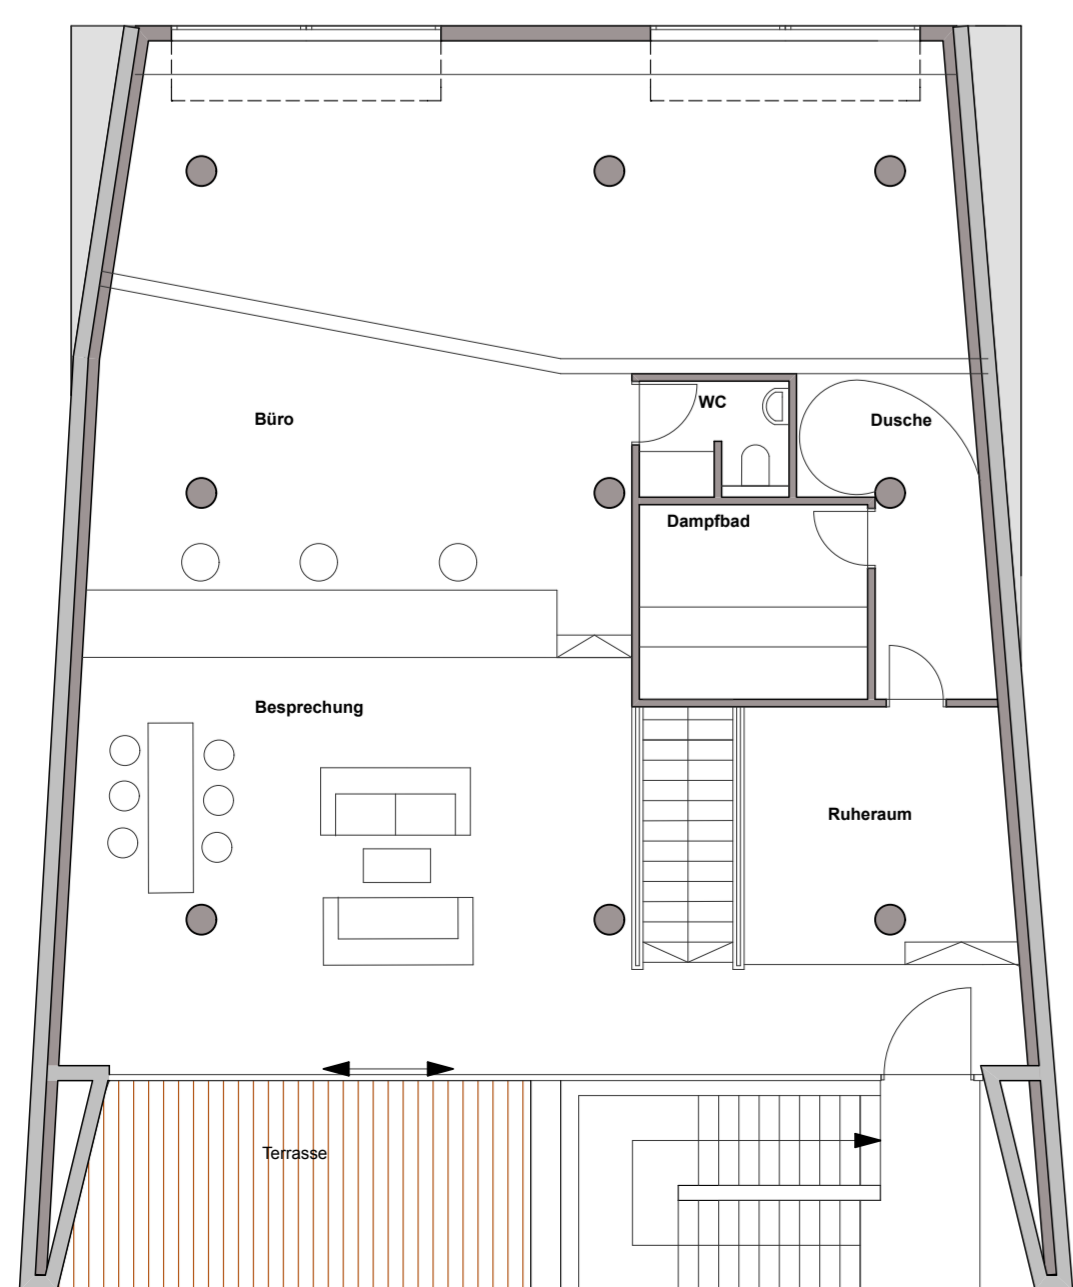 WC
Büro
Dusche
Dampfbad
Besprechung
Ruheraum
Terrasse